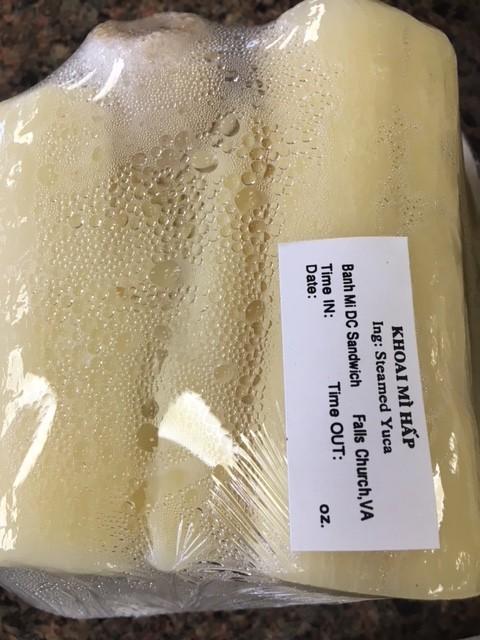 KHOAI MÌ HẤP
Ing: Steamed Yuca
Banh Mi DC Sandwich Falls Church,VA
Time IN: Time OUT:
Date: oz.